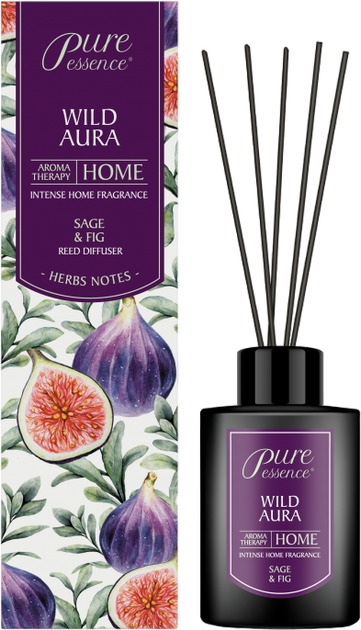 Pure
essence®
WILD
AURA
AROMA
THERAPY
HOME
INTENSE HOME FRAGRANCE
SAGE
& FIG
REED DIFFUSER
- HERBS NOTES -
Pure
essence®
WILD
AURA
AROMA
THERAPY
HOME
INTENSE HOME FRAGRANCE
SAGE
& FIG